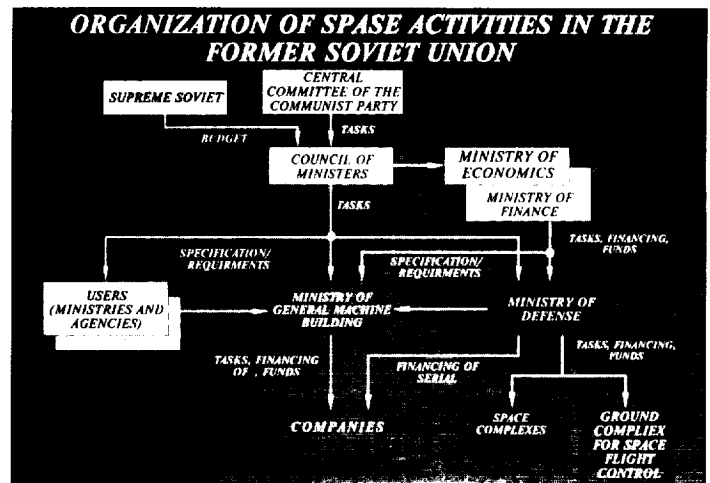 ORGANIZATION OF SPASE ACTIVITIES IN THE
FORMER SOVIET UNION
SUPREME SOVIET
CENTRAL
COMMITTEE OF THE
COMMUNIST PARTY
BUDGET
TASKS
COUNCIL OF
MINISTERS
MINISTRY OF
ECONOMICS
MINISTRY OF
FINANCE
TASKS
SPECIFICATION/
REQUIRMENTS
SPECIFICATION/
REQUIRMENTS
TASKS, FINANCING,
FUNDS
USERS
(MINISTRIES AND
AGENCIES)
MINISTRY OF
GENERAL MACHINE
BUILDING
MINISTRY OF
DEFENSE
TASKS, FINANCING
OF , FUNDS
FINANCING OF
SERIAL
TASKS, FINANCING,
FUNDS
COMPANIES
SPACE
COMPLEXES
GROUND
COMPLIEX
FOR SPACE
FLIGHT
CONTROL